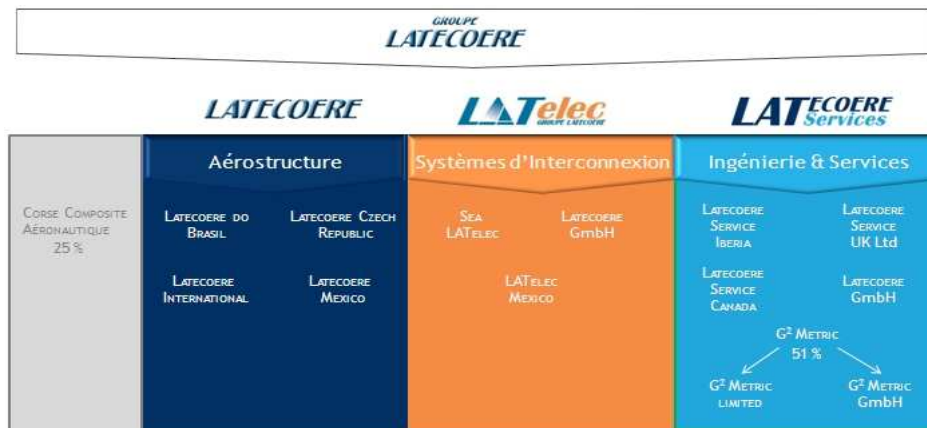 GROUPE
LATECOERE
LATECOERE
LATelec
GROUPE LATECOERE
LATECOERE
Services
Aérostructure
Systèmes d'Interconnexion
Ingénierie & Services
CORSE COMPOSITE
AÉRONAUTIQUE
25 %
LATECOERE DO
BRASIL
LATECOERE CZECH
REPUBLIC
LATECOERE
INTERNATIONAL
LATECOERE
MEXICO
SEA
LATELEC
LATECOERE
GMBH
LATELEC
MEXICO
LATECOERE
SERVICE
IBERIA
LATECOERE
SERVICE
UK LTD
LATECOERE
SERVICE
CANADA
LATECOERE
GMBH
G² METRIC
51 %
G² METRIC
LIMITED
G² METRIC
GMBH